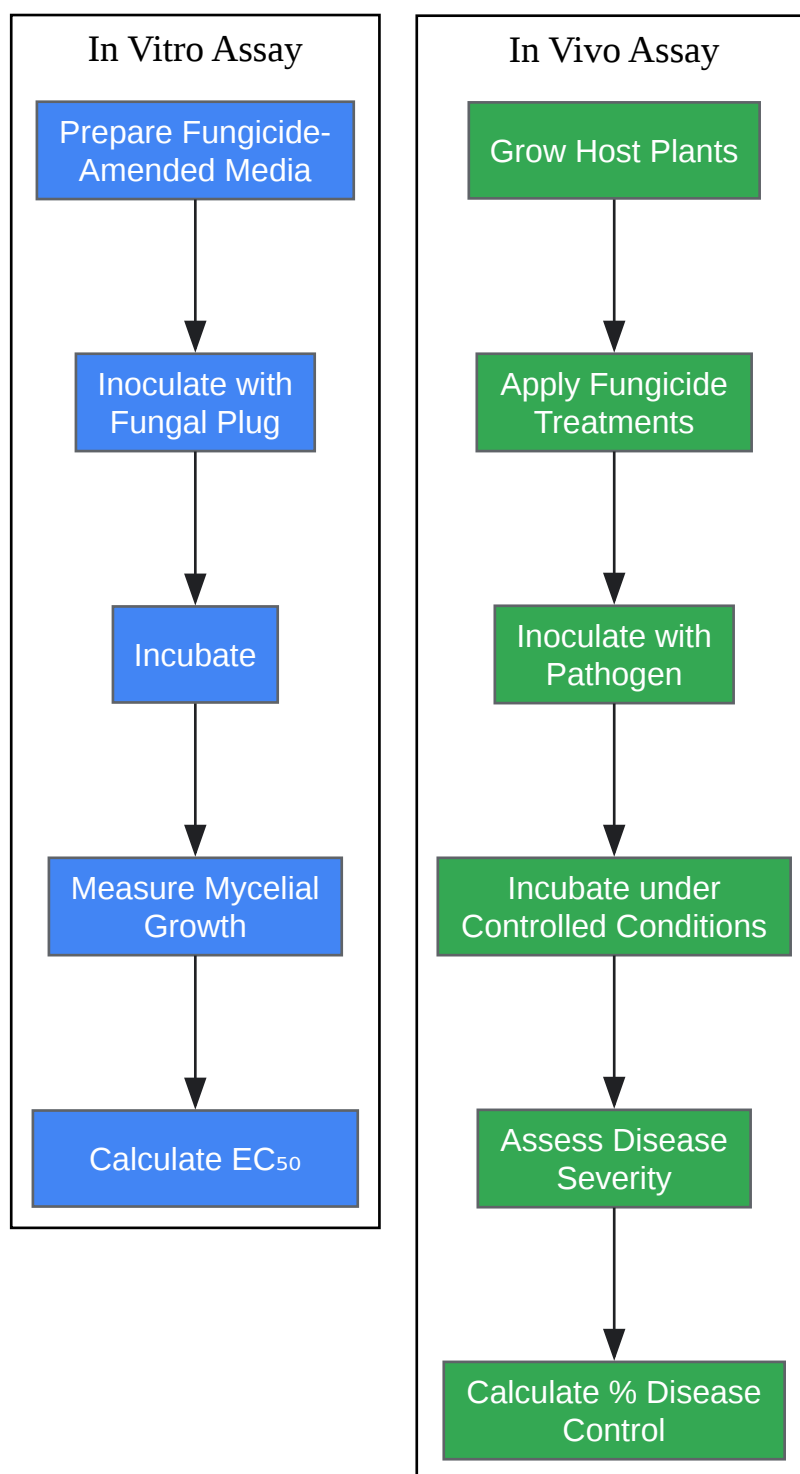 In Vitro Assay
Prepare Fungicide-
Amended Media
Inoculate with
Fungal Plug
Incubate
Measure Mycelial
Growth
Calculate EC₅₀
In Vivo Assay
Grow Host Plants
Apply Fungicide
Treatments
Inoculate with
Pathogen
Incubate under
Controlled Conditions
Assess Disease
Severity
Calculate % Disease
Control